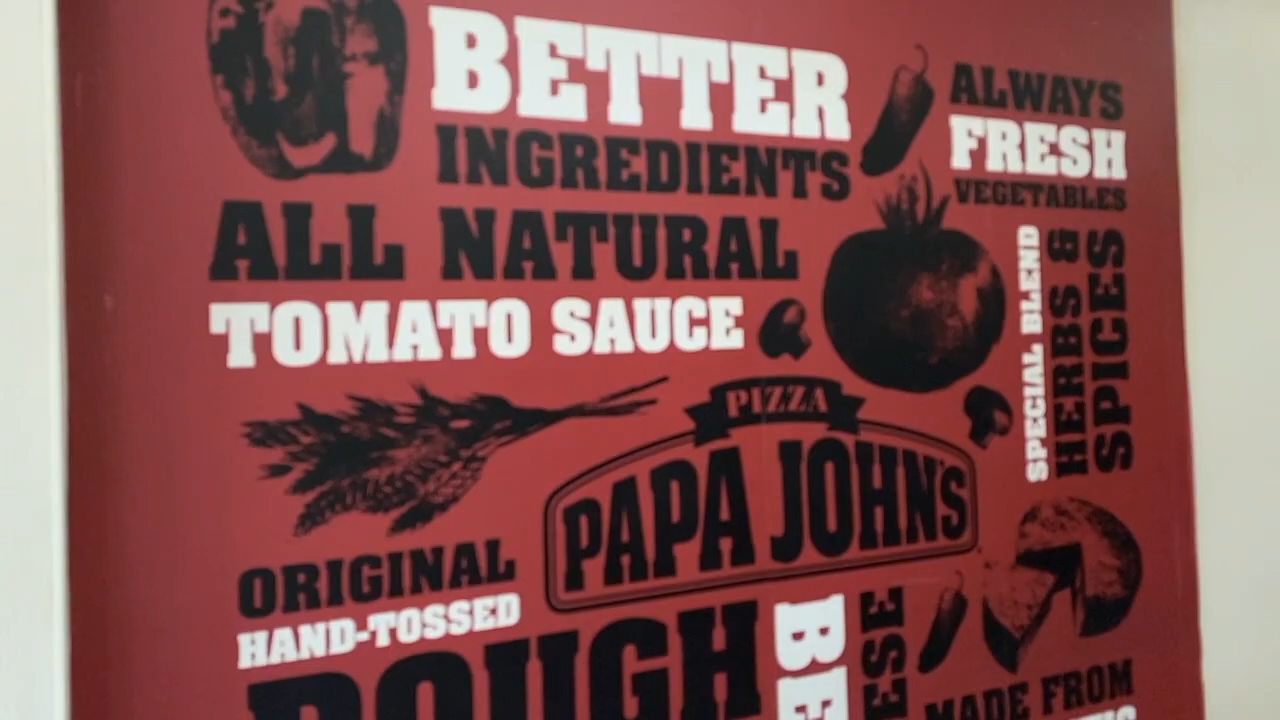 BETTER
INGREDIENTS
ALL NATURAL
TOMATO SAUCE
ALWAYS
FRESH
VEGETABLES
SPECIAL BLEND
HERBS &
SPICES
PIZZA
PAPA JOHN'S
ORIGINAL
HAND-TOSSED
DOUGH
MADE FROM